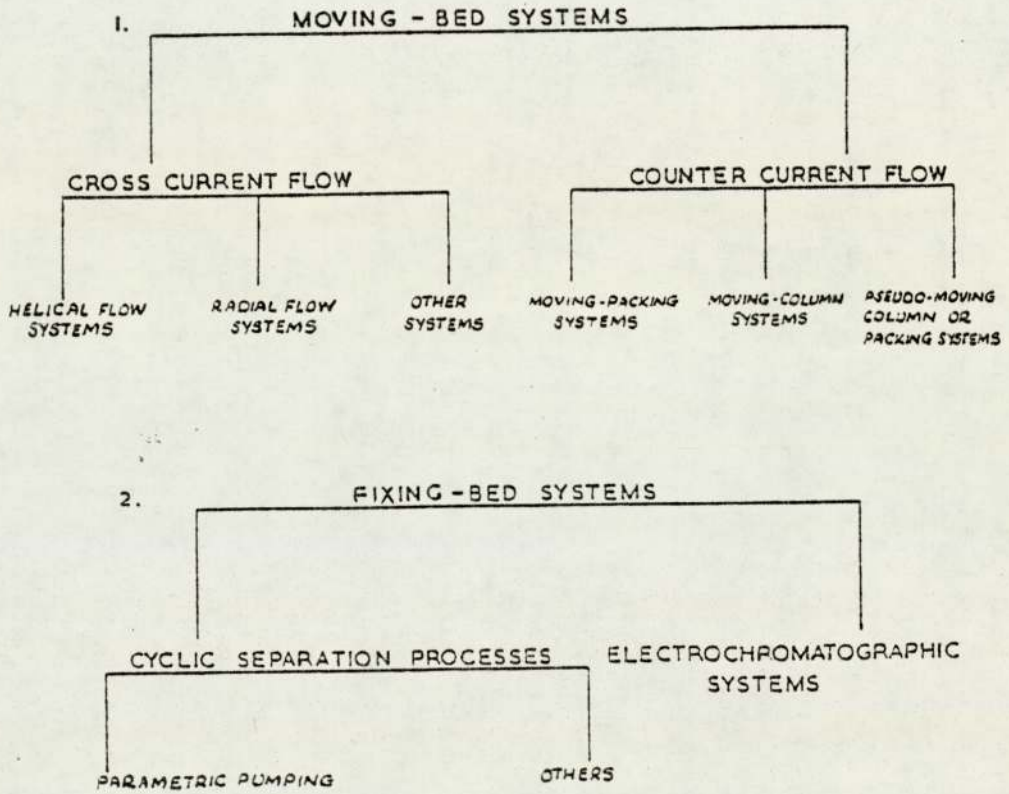 1. MOVING - BED SYSTEMS
CROSS CURRENT FLOW
COUNTER CURRENT FLOW
HELICAL FLOW
SYSTEMS
RADIAL FLOW
SYSTEMS
OTHER
SYSTEMS
MOVING-PACKING
SYSTEMS
MOVING-COLUMN
SYSTEMS
PSEUDO-MOVING
COLUMN OR
PACKING SYSTEMS
2. FIXING-BED SYSTEMS
CYCLIC SEPARATION PROCESSES
ELECTROCHROMATOGRAPHIC
SYSTEMS
PARAMETRIC PUMPING
OTHERS